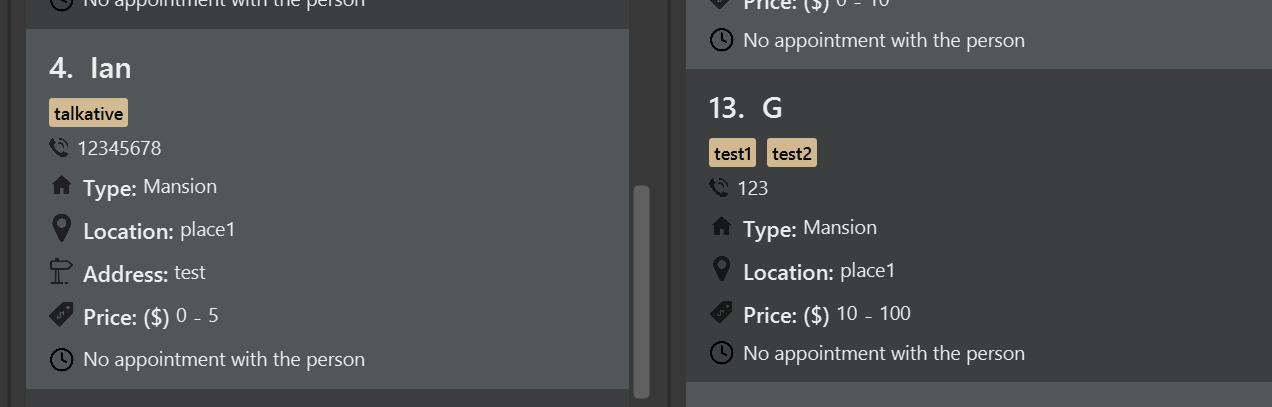 No appointment with the person
4. Ian
talkative
12345678
Type: Mansion
Location: place1
Address: test
Price: ($) 0 - 5
No appointment with the person
Price: ($) 0 - 10
No appointment with the person
13. G
test1 test2
123
Type: Mansion
Location: place1
Price: ($) 10 - 100
No appointment with the person